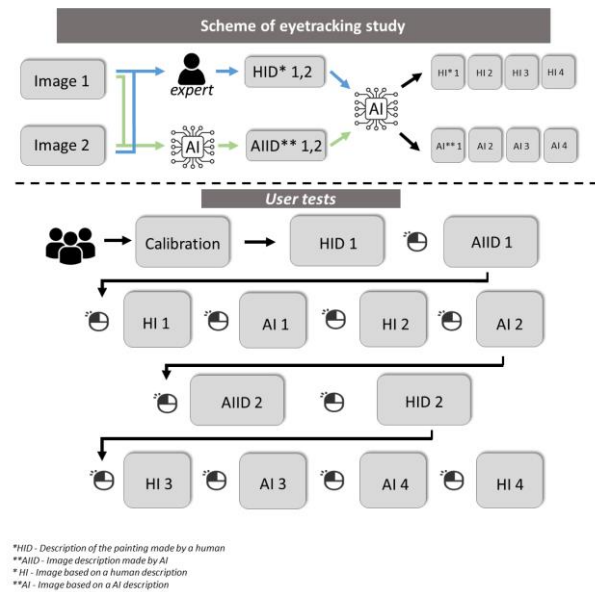 Scheme of eyetracking study
Image 1
expert
HID* 1,2
AI
HI* 1 HI 2 HI 3 HI 4
Image 2
AI
AIID** 1,2
AI**1 AI 2 AI 3 AI 4
User tests
Calibration HID 1 AIID 1
HI 1 AI 1 HI 2 AI 2
AIID 2 HID 2
HI 3 AI 3 AI 4 HI 4
*HID - Description of the painting made by a human
**AIID - Image description made by AI
* HI - Image based on a human description
**AI - Image based on a AI description